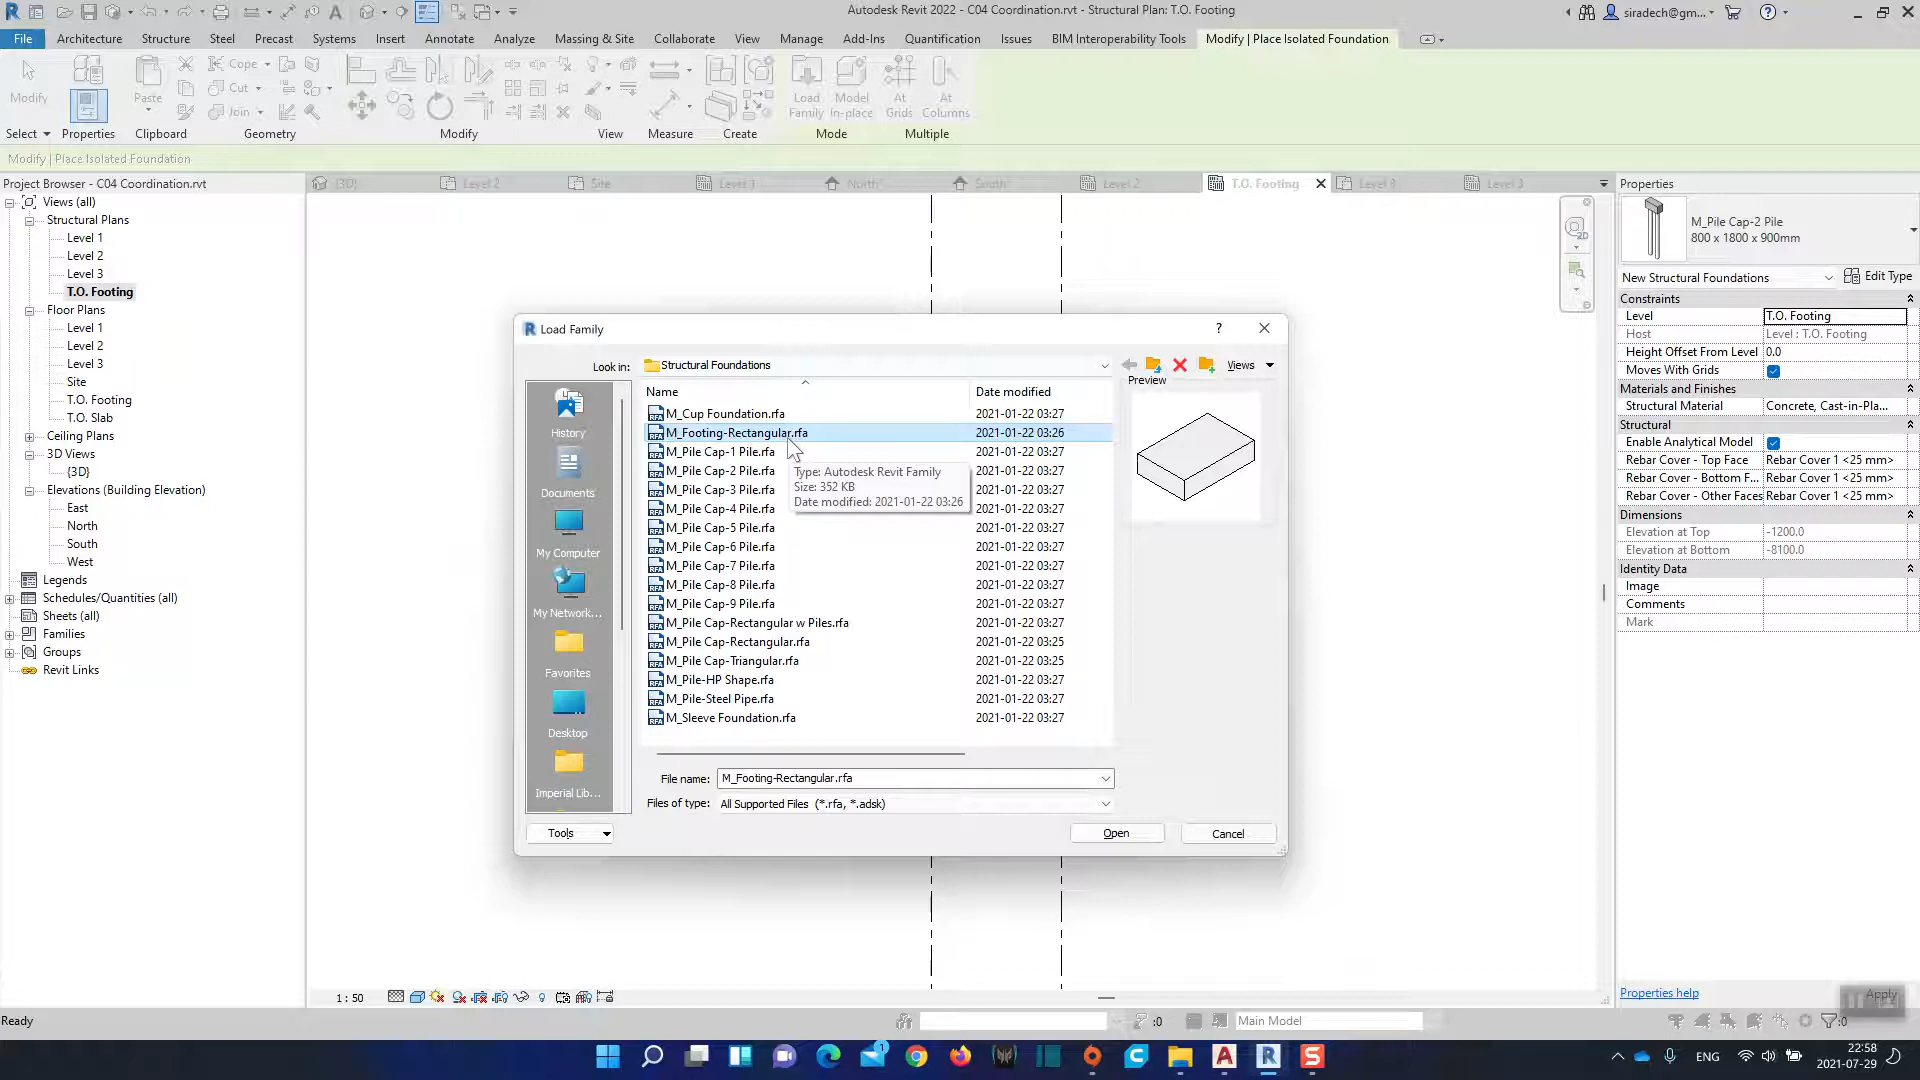 Autodesk Revit 2022 - C04 Coordination.rvt - Structural Plan: T.O. Footing
siradech@gm...
File
Architecture
Structure
Steel
Precast
Systems
Insert
Annotate
Analyze
Massing & Site
Collaborate
View
Manage
Add-Ins
Quantification
Issues
BIM Interoperability Tools
Modify | Place Isolated Foundation
Modify
Paste
Cope
Cut
Join
Load Family
Model In-place
At Grids
At Columns
Select
Properties
Clipboard
Geometry
Modify
View
Measure
Create
Mode
Multiple
Modify | Place Isolated Foundation
Project Browser - C04 Coordination.rvt
Views (all)
Structural Plans
Level 1
Level 2
Level 3
T.O. Footing
Floor Plans
Level 1
Level 2
Level 3
Site
T.O. Footing
T.O. Slab
Ceiling Plans
3D Views
{3D}
Elevations (Building Elevation)
East
North
South
West
Legends
Schedules/Quantities (all)
Sheets (all)
Families
Groups
Revit Links
{3D}
Level 2
Site
Level 1
North
South
Level 2
T.O. Footing
Level 3
Load Family
?
Look in:
Structural Foundations
Views
Preview
Name
Date modified
M_Cup Foundation.rfa 2021-01-22 03:27
M_Footing-Rectangular.rfa 2021-01-22 03:26
M_Pile Cap-1 Pile.rfa 2021-01-22 03:27
M_Pile Cap-2 Pile.rfa 2021-01-22 03:27
M_Pile Cap-3 Pile.rfa 2021-01-22 03:27
M_Pile Cap-4 Pile.rfa 2021-01-22 03:27
M_Pile Cap-5 Pile.rfa 2021-01-22 03:27
M_Pile Cap-6 Pile.rfa 2021-01-22 03:27
M_Pile Cap-7 Pile.rfa 2021-01-22 03:27
M_Pile Cap-8 Pile.rfa 2021-01-22 03:27
M_Pile Cap-9 Pile.rfa 2021-01-22 03:27
M_Pile Cap-Rectangular w Piles.rfa 2021-01-22 03:27
M_Pile Cap-Rectangular.rfa 2021-01-22 03:25
M_Pile Cap-Triangular.rfa 2021-01-22 03:25
M_Pile-HP Shape.rfa 2021-01-22 03:27
M_Pile-Steel Pipe.rfa 2021-01-22 03:27
M_Sleeve Foundation.rfa 2021-01-22 03:27
Type: Autodesk Revit Family
Size: 352 KB
Date modified: 2021-01-22 03:26
History
Documents
My Computer
My Network...
Favorites
Desktop
Imperial Lib...
File name: M_Footing-Rectangular.rfa
Files of type: All Supported Files (*.rfa, *.adsk)
Tools
Open
Cancel
Properties
M_Pile Cap-2 Pile
800 x 1800 x 900mm
New Structural Foundations
Edit Type
Constraints
Level T.O. Footing
Host Level : T.O. Footing
Height Offset From Level 0.0
Moves With Grids
Materials and Finishes
Structural Material Concrete, Cast-in-Pla...
Structural
Enable Analytical Model
Rebar Cover - Top Face Rebar Cover 1 <25 mm>
Rebar Cover - Bottom F... Rebar Cover 1 <25 mm>
Rebar Cover - Other Faces Rebar Cover 1 <25 mm>
Dimensions
Elevation at Top -1200.0
Elevation at Bottom -8100.0
Identity Data
Image
Comments
Mark
Properties help
Apply
1 : 50
Ready
:0
Main Model
:0
ENG
22:58
2021-07-29